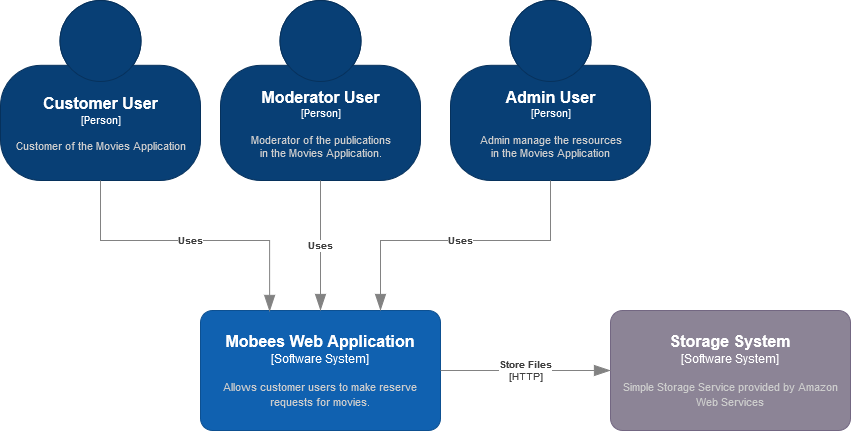 Customer User
[Person]
Customer of the Movies Application
Moderator User
[Person]
Moderator of the publications
in the Movies Application.
Admin User
[Person]
Admin manage the resources
in the Movies Application
Uses
Uses
Uses
Mobees Web Application
[Software System]
Allows customer users to make reserve
requests for movies.
Store Files
[HTTP]
Storage System
[Software System]
Simple Storage Service provided by Amazon
Web Services